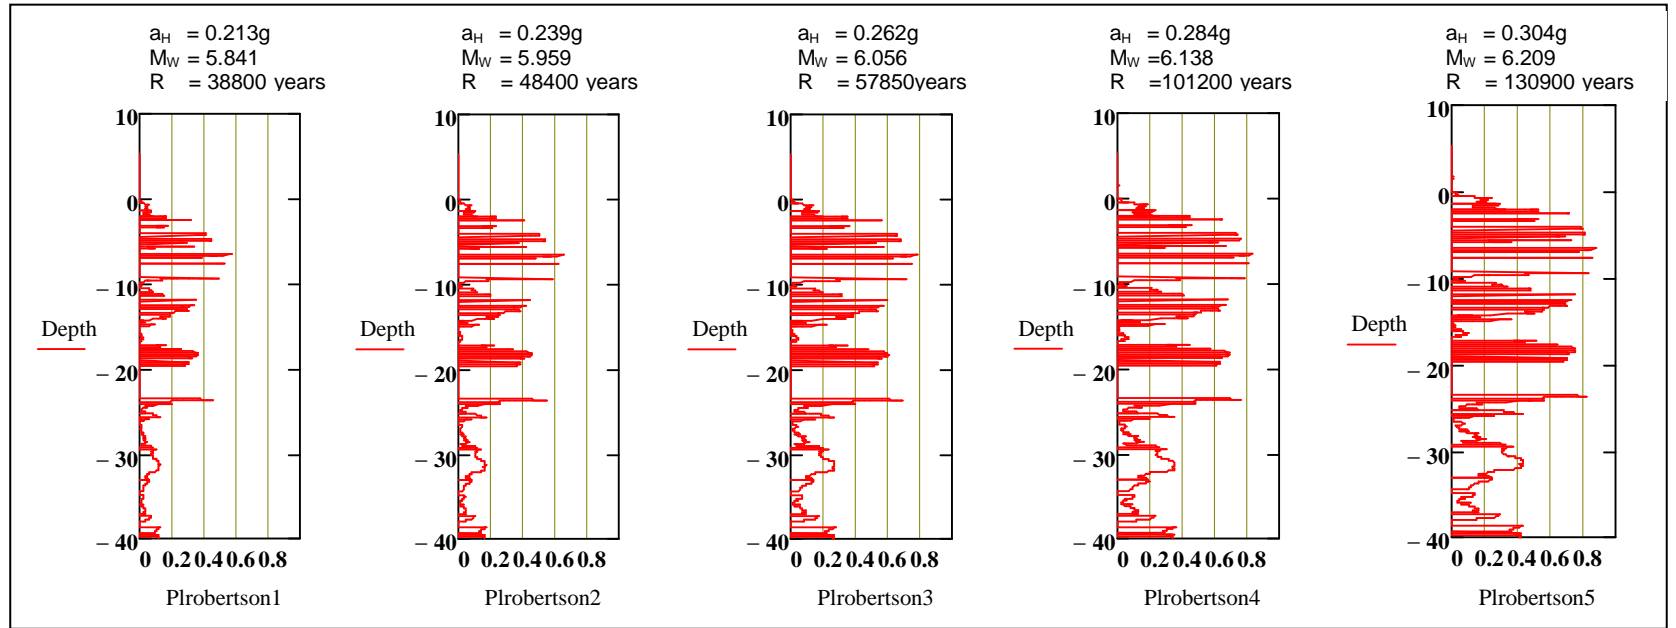 aH = 0.213g
MW = 5.841
R = 38800 years
10
0
– 10
Depth
– 20
– 30
– 40
0 0.2 0.4 0.6 0.8
Plrobertson1
aH = 0.239g
MW = 5.959
R = 48400 years
10
0
– 10
Depth
– 20
– 30
– 40
0 0.2 0.4 0.6 0.8
Plrobertson2
aH = 0.262g
MW = 6.056
R = 57850years
10
0
– 10
Depth
– 20
– 30
– 40
0 0.2 0.4 0.6 0.8
Plrobertson3
aH = 0.284g
MW =6.138
R =101200 years
10
0
– 10
Depth
– 20
– 30
– 40
0 0.2 0.4 0.6 0.8
Plrobertson4
aH = 0.304g
MW = 6.209
R = 130900 years
10
0
– 10
Depth
– 20
– 30
– 40
0 0.2 0.4 0.6 0.8
Plrobertson5